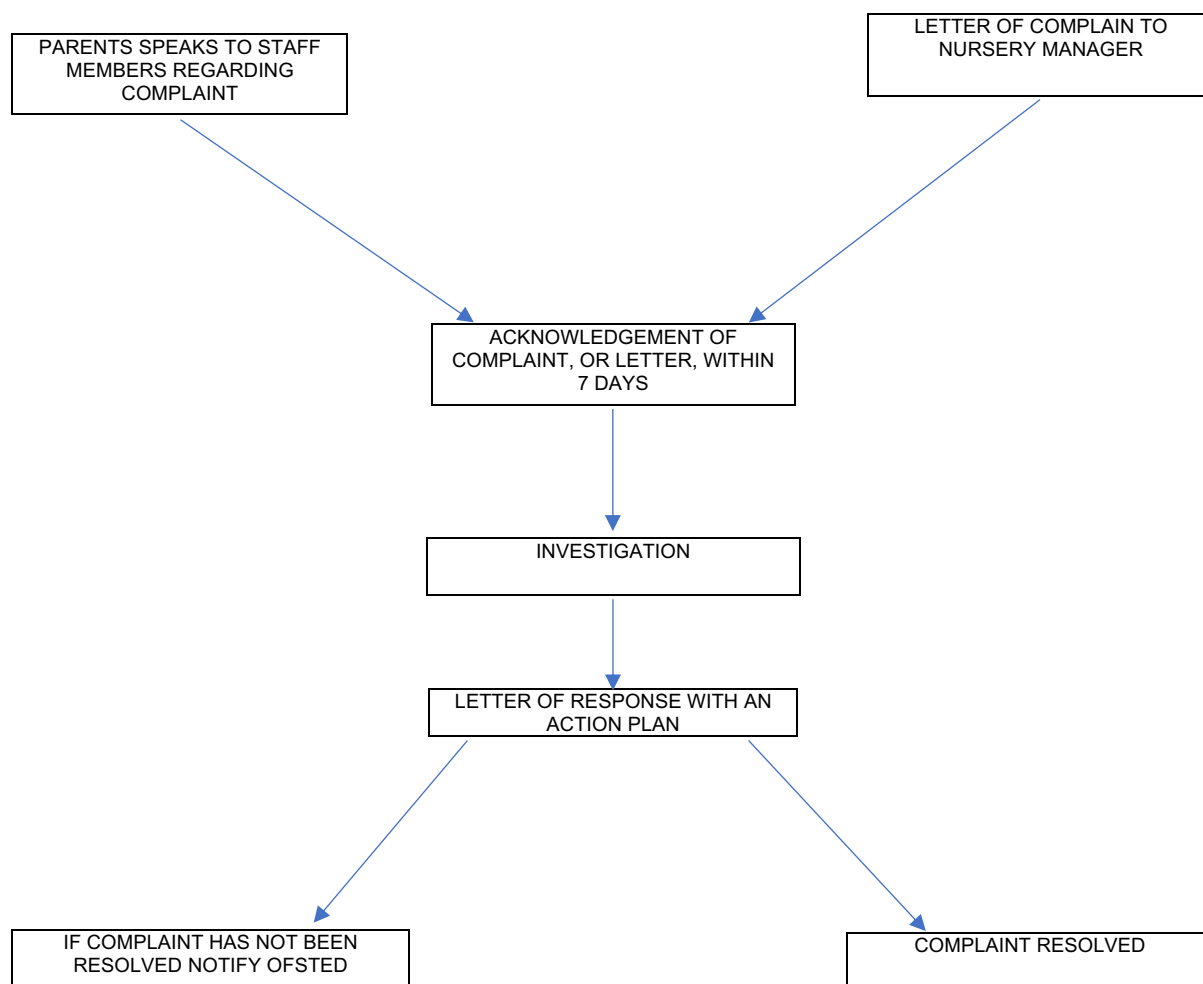 PARENTS SPEAKS TO STAFF
MEMBERS REGARDING
COMPLAINT
LETTER OF COMPLAIN TO
NURSERY MANAGER
ACKNOWLEDGEMENT OF
COMPLAINT, OR LETTER, WITHIN
7 DAYS
INVESTIGATION
LETTER OF RESPONSE WITH AN
ACTION PLAN
IF COMPLAINT HAS NOT BEEN
RESOLVED NOTIFY OFSTED
COMPLAINT RESOLVED